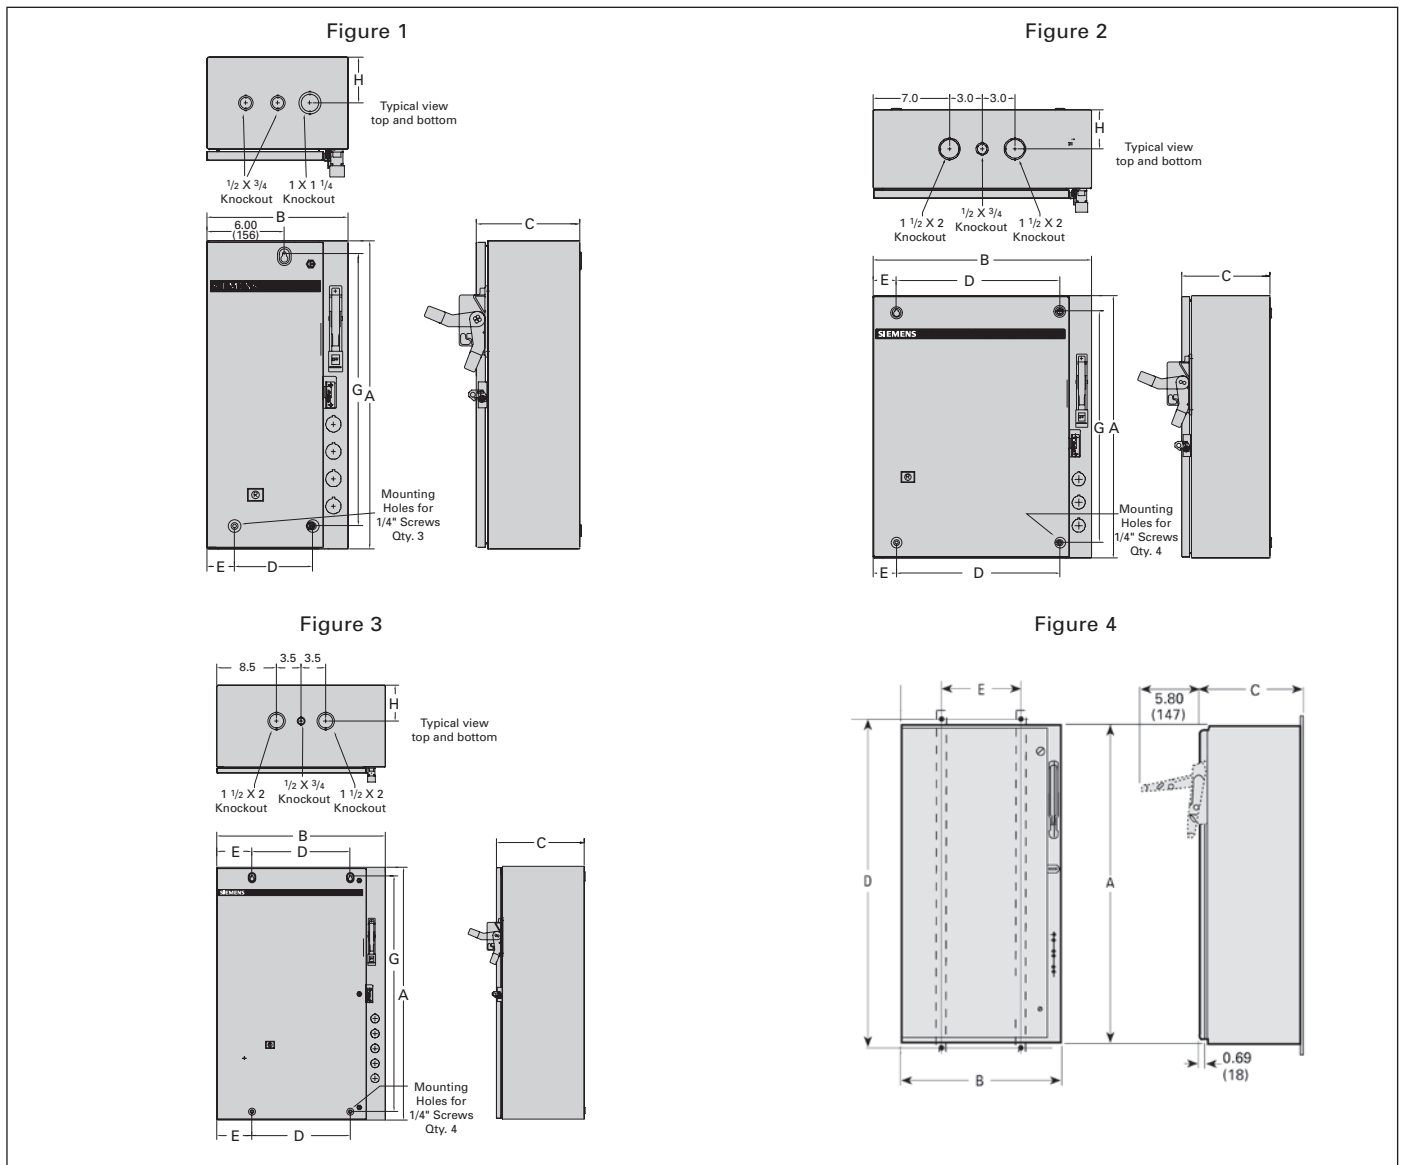 Figure 1
H
Typical view
top and bottom
1/2 X 3/4
Knockout
1 X 1 1/4
Knockout
B
6.00
(156)
C
SIEMENS
G
A
Mounting
Holes for
1/4" Screws
Qty. 3
E
D
Figure 2
7.0
3.0
3.0
H
Typical view
top and bottom
1 1/2 X 2
Knockout
1/2 X 3/4
Knockout
1 1/2 X 2
Knockout
B
E
D
C
SIEMENS
G
A
Mounting
Holes for
1/4" Screws
Qty. 4
E
D
Figure 3
8.5
3.5
3.5
H
Typical view
top and bottom
1 1/2 X 2
Knockout
1/2 X 3/4
Knockout
1 1/2 X 2
Knockout
B
E
D
C
SIEMENS
G
A
Mounting
Holes for
1/4" Screws
Qty. 4
E
D
Figure 4
E
5.80
(147)
C
D
A
B
0.69
(18)